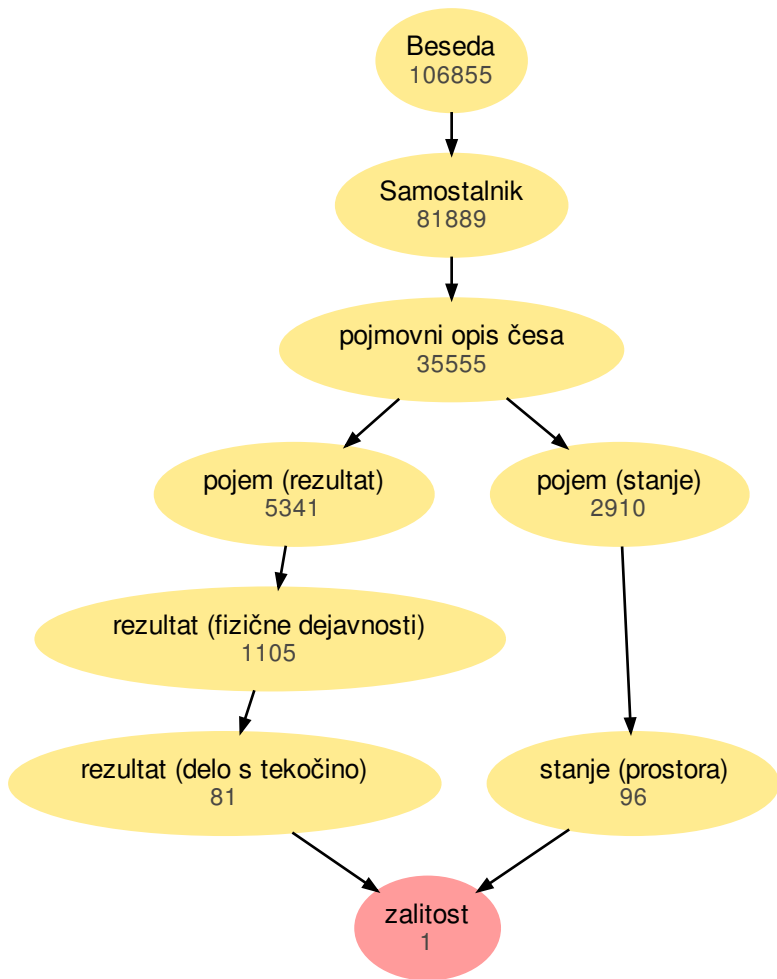 Beseda
106855
Samostalnik
81889
pojmovni opis česa
35555
pojem (rezultat)
5341
pojem (stanje)
2910
rezultat (fizične dejavnosti)
1105
rezultat (delo s tekočino)
81
stanje (prostora)
96
zalitost
1